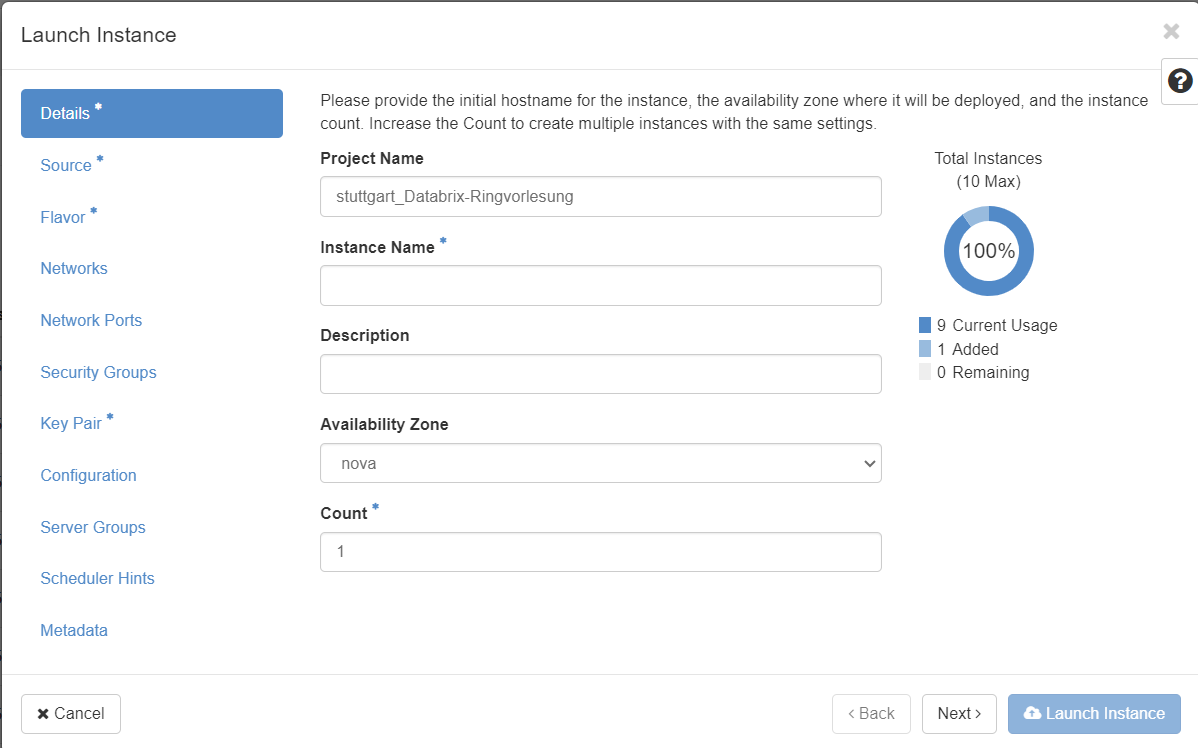 Launch Instance
Details *
Source *
Flavor *
Networks
Network Ports
Security Groups
Key Pair *
Configuration
Server Groups
Scheduler Hints
Metadata
Please provide the initial hostname for the instance, the availability zone where it will be deployed, and the instance
count. Increase the Count to create multiple instances with the same settings.
Project Name
stuttgart_Databrix-Ringvorlesung
Instance Name *
Description
Availability Zone
nova
Count *
1
Total Instances
(10 Max)
100%
9 Current Usage
1 Added
0 Remaining
Cancel
< Back
Next >
Launch Instance